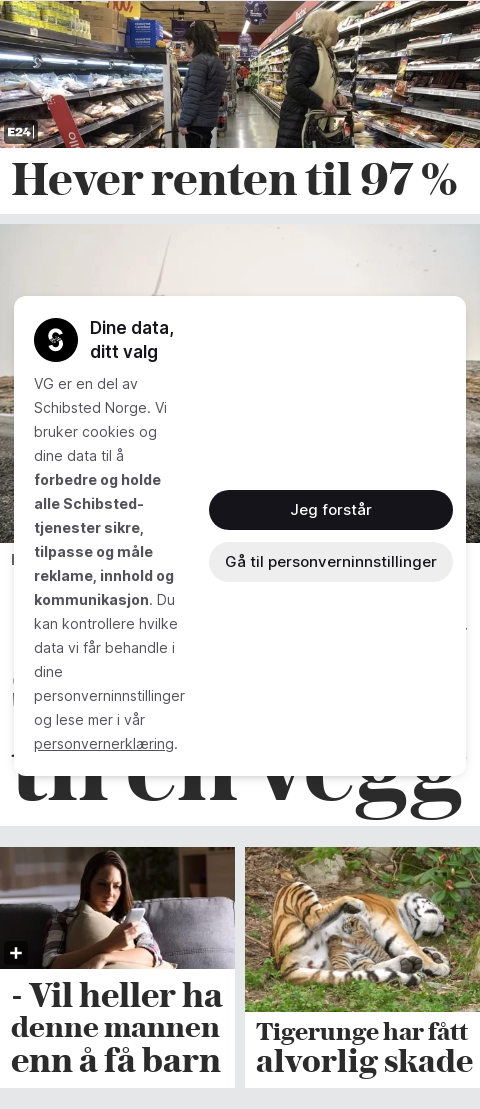 E24
Hever renten til 97 %
Dine data,
ditt valg
VG er en del av
Schibsted Norge. Vi
bruker cookies og
dine data til å
forbedre og holde
alle Schibsted-
tjenester sikre,
tilpasse og måle
reklame, innhold og
kommunikasjon. Du
kan kontrollere hvilke
data vi får behandle i
dine
personverninnstillinger
og lese mer i vår
personvernerklæring.
Jeg forstår
Gå til personverninnstillinger
til en vegg
- Vil heller ha
denne mannen
enn å få barn
Tigerunge har fått
alvorlig skade